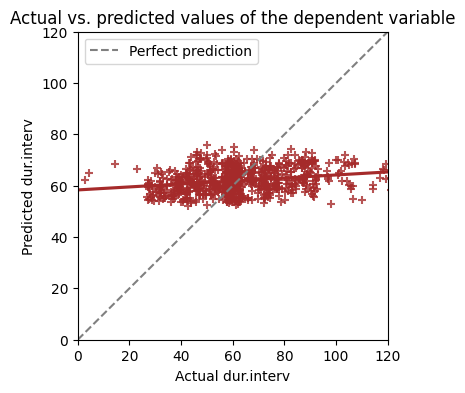 Actual vs. predicted values of the dependent variable
Perfect prediction
120
100
80
60
40
20
0
Predicted dur.interv
0 20 40 60 80 100 120
Actual dur.interv